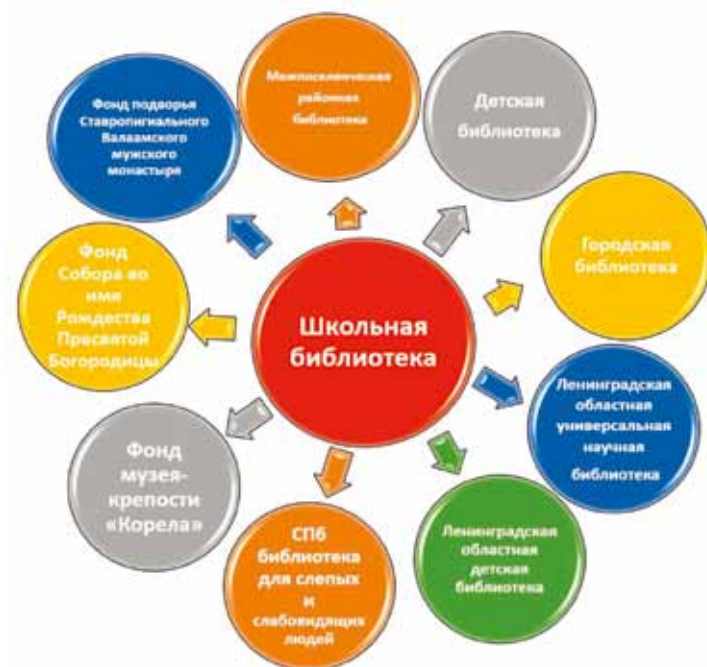 Межпоселенческая
районная
библиотека
Детская
библиотека
Городская
библиотека
Ленинградская
областная
универсальная
научная
библиотека
Ленинградская
областная
детская
библиотека
СПб
библиотека
для слепых
и
слабовидящих
людей
Фонд
музея-
крепости
«Корела»
Фонд
Собора во
имя
Рождества
Пресвятой
Богородицы
Фонд подворья
Ставропигиального
Валаамского
мужского
монастыря
Школьная
библиотека